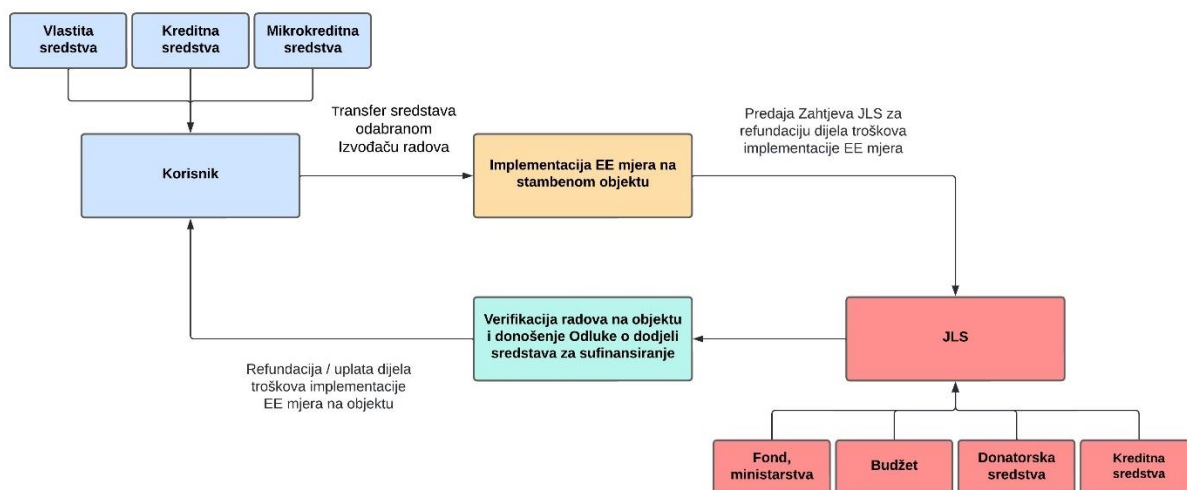 Vlastita
sredstva
Kreditna
sredstva
Mikrokreditna
sredstva
Transfer sredstava
odabranom
Izvođaču radova
Predaja Zahtjeva JLS za
refundaciju dijela troškova
implementacije EE mjera
Korisnik
Implementacija EE mjera na
stambenom objektu
Verifikacija radova na objektu
i donošenje Odluke o dodjeli
sredstava za sufinansiranje
JLS
Refundacija / uplata dijela
troškova implementacije
EE mjera na objektu
Fond,
ministarstva
Budžet
Donatorska
sredstva
Kreditna
sredstva